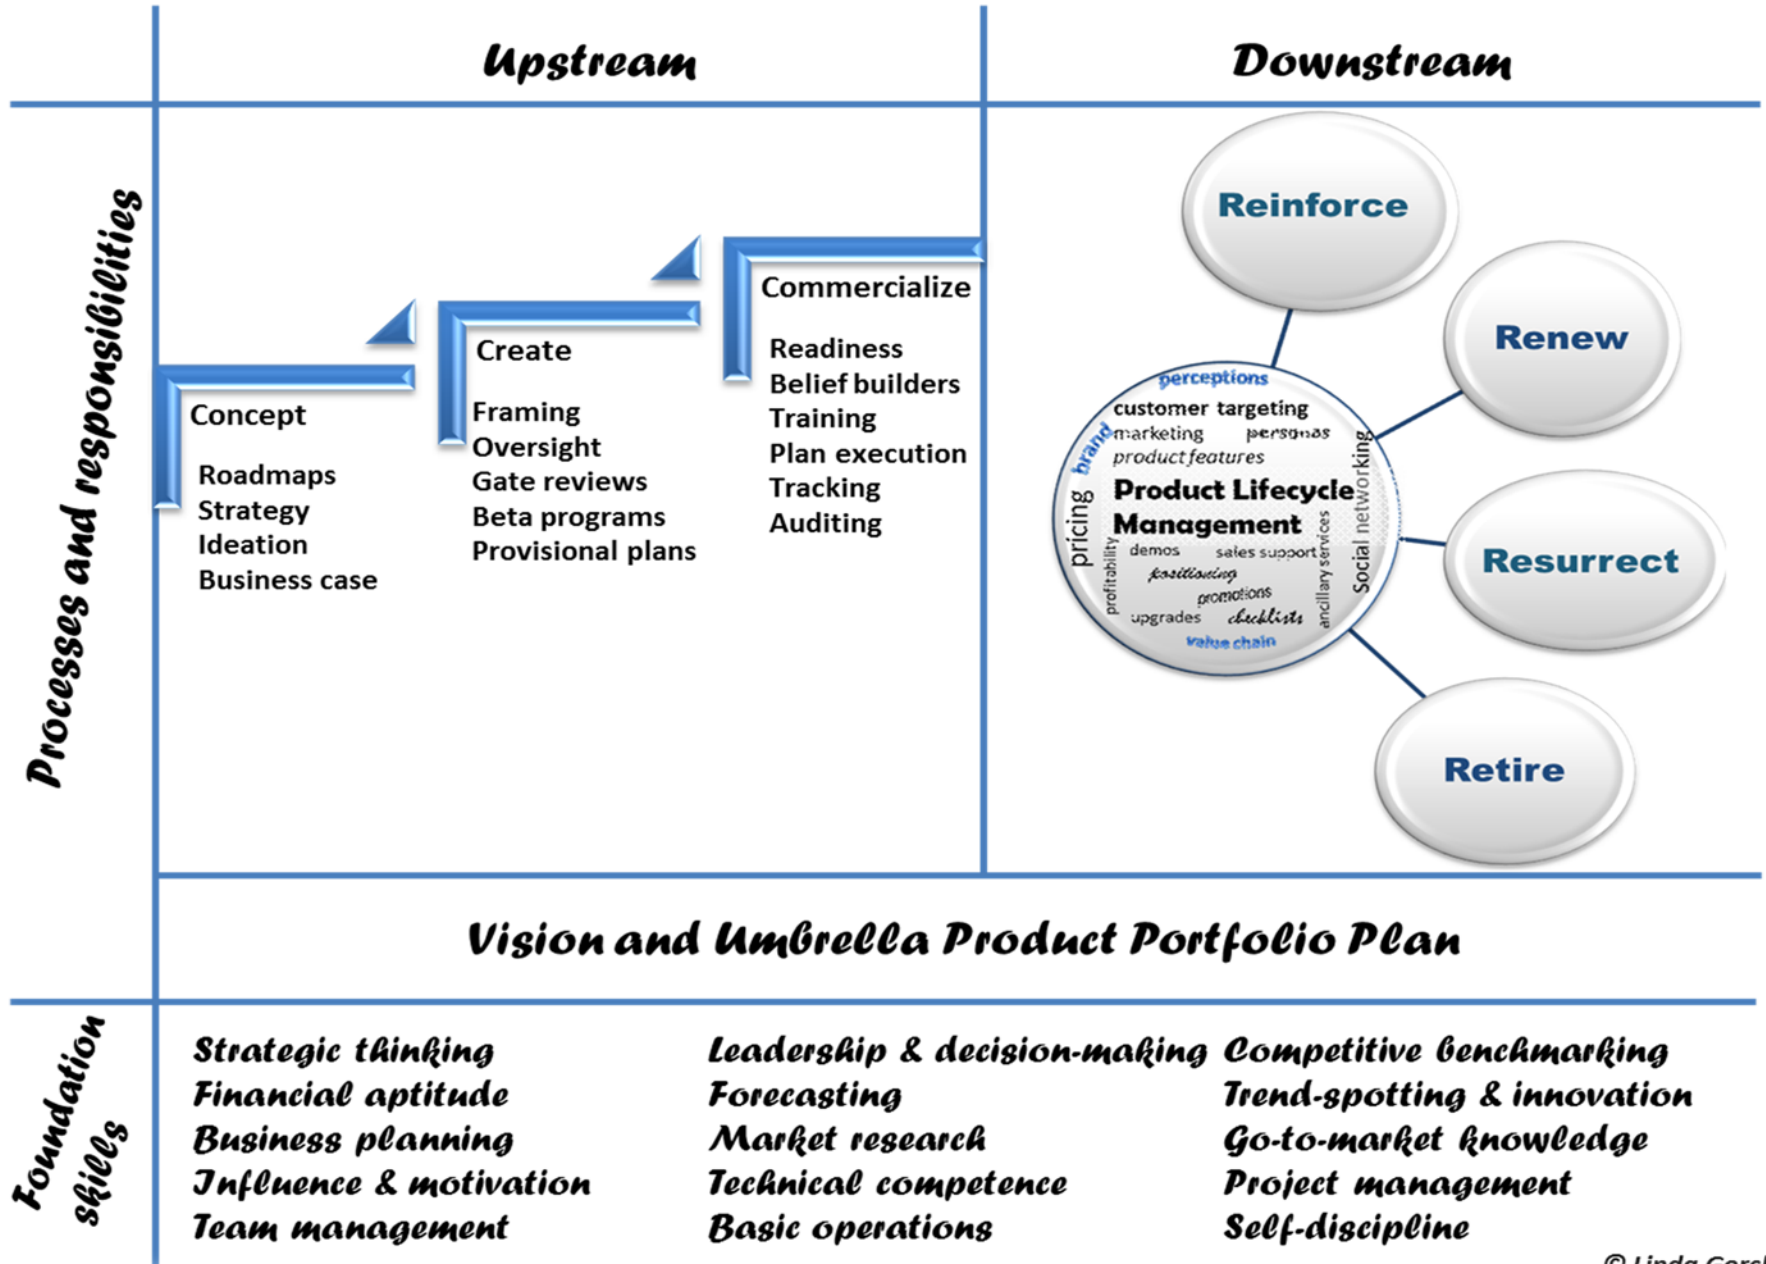 Upstream
Downstream
Processes and responsibilities
Concept
Roadmaps
Strategy
Ideation
Business case
Create
Framing
Oversight
Gate reviews
Beta programs
Provisional plans
Commercialize
Readiness
Belief builders
Training
Plan execution
Tracking
Auditing
Reinforce
Renew
Resurrect
Retire
perceptions
customer targeting
brand
marketing personas
product features
pricing
Product Lifecycle
Management
Social networking
profitability
demos sales support
ancillary services
positioning
promotions
upgrades checklists
value chain
Vision and Umbrella Product Portfolio Plan
Foundation
skills
Strategic thinking
Financial aptitude
Business planning
Influence & motivation
Team management
Leadership & decision-making
Forecasting
Market research
Technical competence
Basic operations
Competitive benchmarking
Trend-spotting & innovation
Go-to-market knowledge
Project management
Self-discipline
© Linda